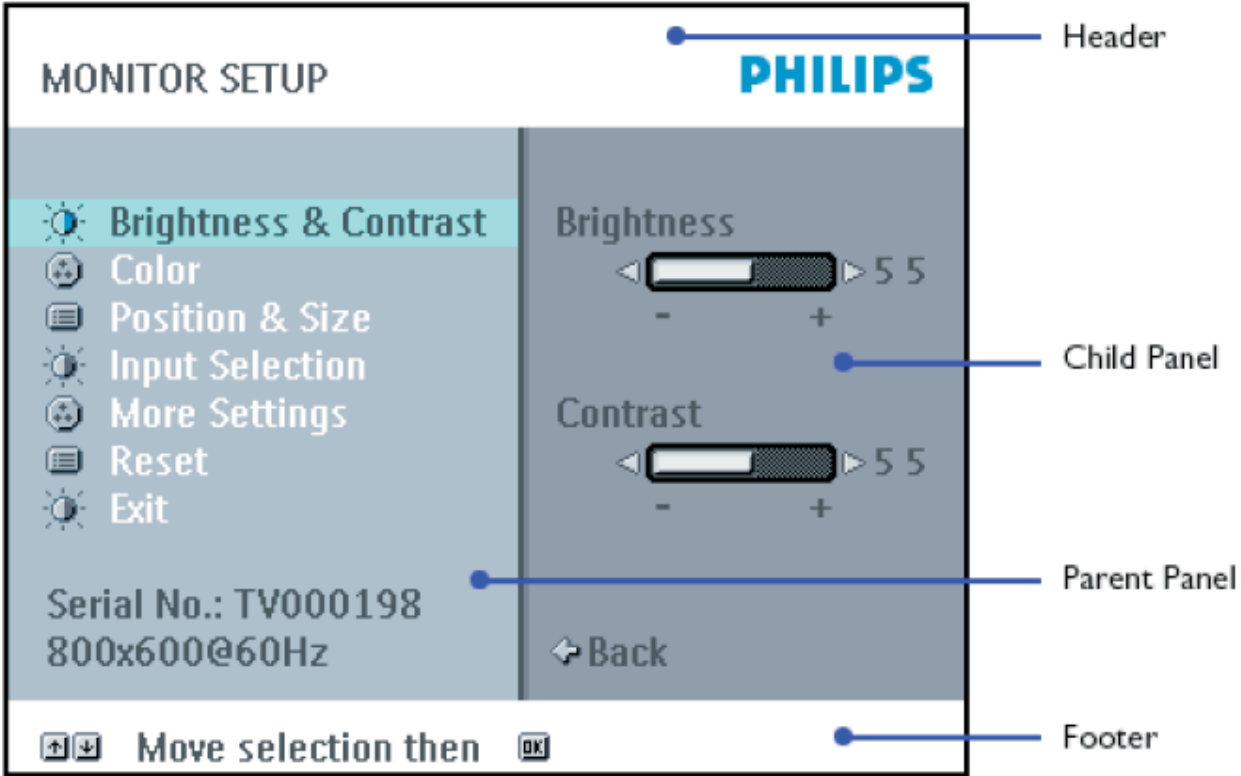 Header
MONITOR SETUP
PHILIPS
Brightness & Contrast
Color
Position & Size
Input Selection
More Settings
Reset
Exit
Serial No.: TV000198
800x600@60Hz
Brightness
55
- +
Child Panel
Contrast
55
- +
Parent Panel
Back
Move selection then OK
Footer